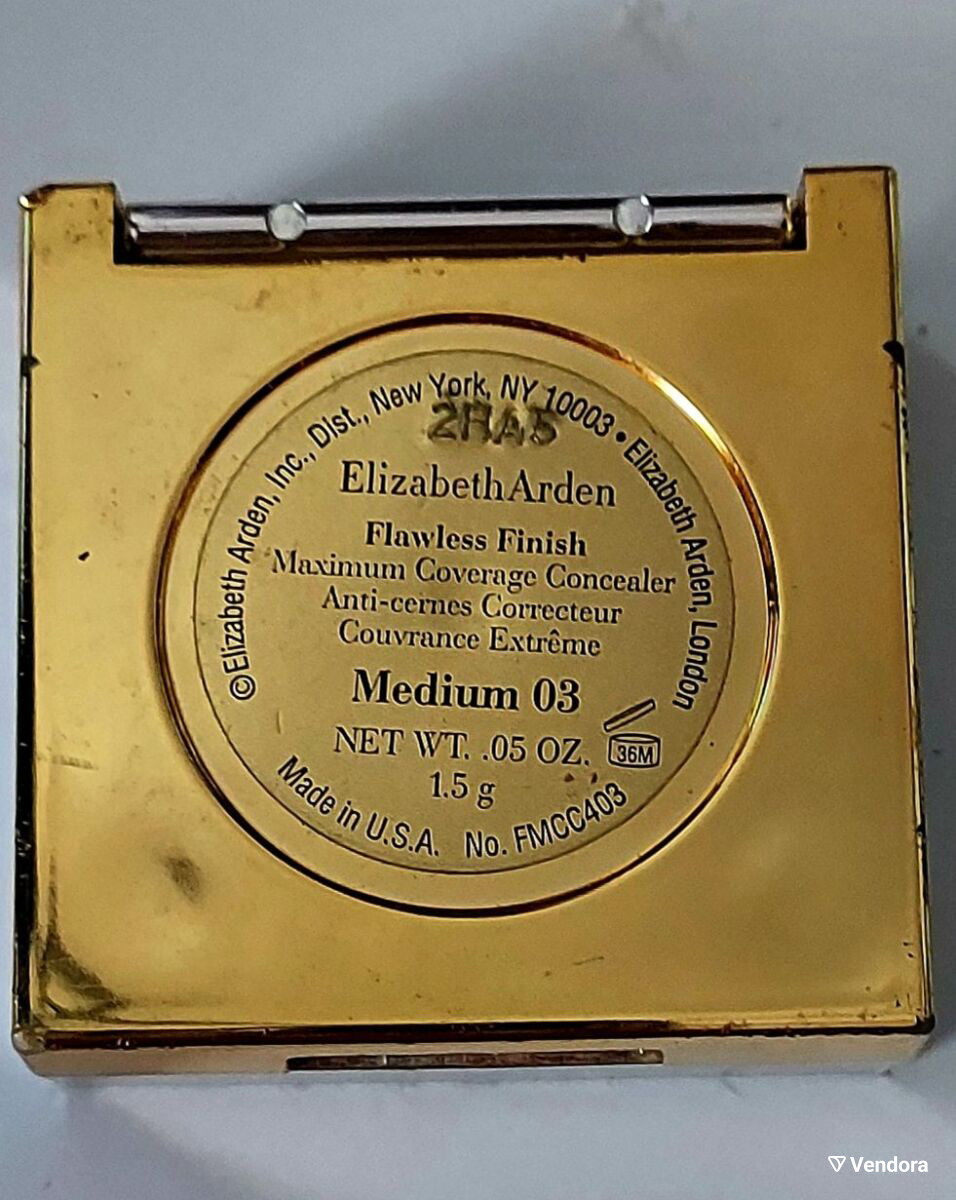 ©Elizabeth Arden, Inc., Dist., New York, NY 10003 • Elizabeth Arden, London
ElizabethArden
Flawless Finish
Maximum Coverage Concealer
Anti-cernes Correcteur
Couvrance Extrême
Medium 03
NET WT. .05 OZ.
36M
1.5 g
Made in U.S.A. No. FMCC403
Vendora